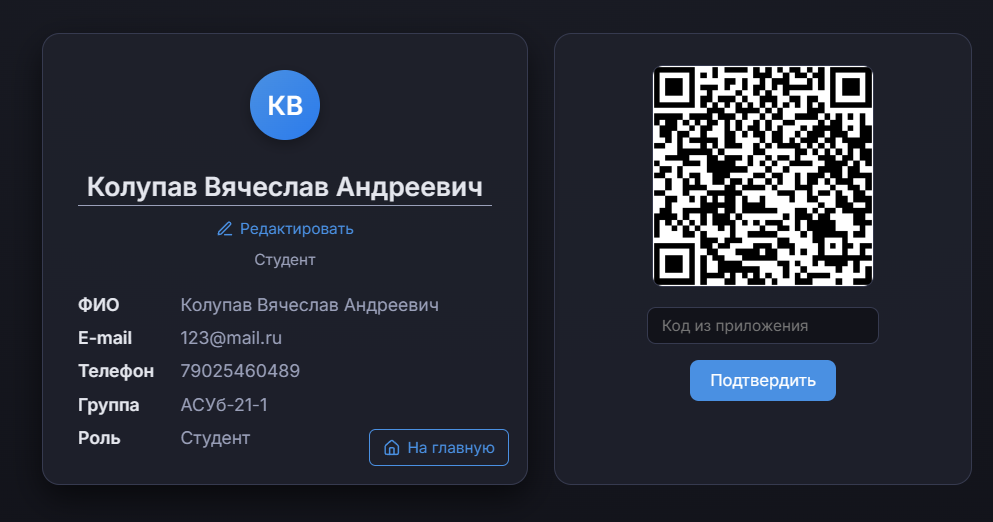 КВ
Колупав Вячеслав Андреевич
Редактировать
Студент
ФИО Колупав Вячеслав Андреевич
E-mail 123@mail.ru
Телефон 79025460489
Группа АСУб-21-1
Роль Студент
На главную
Код из приложения
Подтвердить